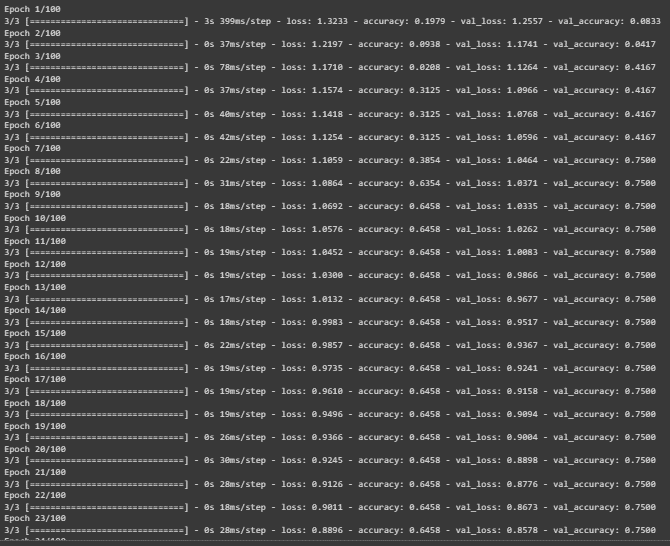 Epoch 1/100
3/3 [==============================] - 3s 399ms/step - loss: 1.3233 - accuracy: 0.1979 - val_loss: 1.2557 - val_accuracy: 0.0833
Epoch 2/100
3/3 [==============================] - 0s 37ms/step - loss: 1.2197 - accuracy: 0.0938 - val_loss: 1.1741 - val_accuracy: 0.0417
Epoch 3/100
3/3 [==============================] - 0s 78ms/step - loss: 1.1710 - accuracy: 0.0208 - val_loss: 1.1264 - val_accuracy: 0.4167
Epoch 4/100
3/3 [==============================] - 0s 37ms/step - loss: 1.1574 - accuracy: 0.3125 - val_loss: 1.0966 - val_accuracy: 0.4167
Epoch 5/100
3/3 [==============================] - 0s 40ms/step - loss: 1.1418 - accuracy: 0.3125 - val_loss: 1.0768 - val_accuracy: 0.4167
Epoch 6/100
3/3 [==============================] - 0s 42ms/step - loss: 1.1254 - accuracy: 0.3125 - val_loss: 1.0596 - val_accuracy: 0.4167
Epoch 7/100
3/3 [==============================] - 0s 22ms/step - loss: 1.1059 - accuracy: 0.3854 - val_loss: 1.0464 - val_accuracy: 0.7500
Epoch 8/100
3/3 [==============================] - 0s 31ms/step - loss: 1.0864 - accuracy: 0.6354 - val_loss: 1.0371 - val_accuracy: 0.7500
Epoch 9/100
3/3 [==============================] - 0s 18ms/step - loss: 1.0692 - accuracy: 0.6458 - val_loss: 1.0335 - val_accuracy: 0.7500
Epoch 10/100
3/3 [==============================] - 0s 18ms/step - loss: 1.0576 - accuracy: 0.6458 - val_loss: 1.0262 - val_accuracy: 0.7500
Epoch 11/100
3/3 [==============================] - 0s 19ms/step - loss: 1.0452 - accuracy: 0.6458 - val_loss: 1.0083 - val_accuracy: 0.7500
Epoch 12/100
3/3 [==============================] - 0s 19ms/step - loss: 1.0300 - accuracy: 0.6458 - val_loss: 0.9866 - val_accuracy: 0.7500
Epoch 13/100
3/3 [==============================] - 0s 17ms/step - loss: 1.0132 - accuracy: 0.6458 - val_loss: 0.9677 - val_accuracy: 0.7500
Epoch 14/100
3/3 [==============================] - 0s 18ms/step - loss: 0.9983 - accuracy: 0.6458 - val_loss: 0.9517 - val_accuracy: 0.7500
Epoch 15/100
3/3 [==============================] - 0s 22ms/step - loss: 0.9857 - accuracy: 0.6458 - val_loss: 0.9367 - val_accuracy: 0.7500
Epoch 16/100
3/3 [==============================] - 0s 19ms/step - loss: 0.9735 - accuracy: 0.6458 - val_loss: 0.9241 - val_accuracy: 0.7500
Epoch 17/100
3/3 [==============================] - 0s 19ms/step - loss: 0.9610 - accuracy: 0.6458 - val_loss: 0.9158 - val_accuracy: 0.7500
Epoch 18/100
3/3 [==============================] - 0s 19ms/step - loss: 0.9496 - accuracy: 0.6458 - val_loss: 0.9094 - val_accuracy: 0.7500
Epoch 19/100
3/3 [==============================] - 0s 26ms/step - loss: 0.9366 - accuracy: 0.6458 - val_loss: 0.9004 - val_accuracy: 0.7500
Epoch 20/100
3/3 [==============================] - 0s 30ms/step - loss: 0.9245 - accuracy: 0.6458 - val_loss: 0.8898 - val_accuracy: 0.7500
Epoch 21/100
3/3 [==============================] - 0s 28ms/step - loss: 0.9126 - accuracy: 0.6458 - val_loss: 0.8776 - val_accuracy: 0.7500
Epoch 22/100
3/3 [==============================] - 0s 18ms/step - loss: 0.9011 - accuracy: 0.6458 - val_loss: 0.8673 - val_accuracy: 0.7500
Epoch 23/100
3/3 [==============================] - 0s 28ms/step - loss: 0.8896 - accuracy: 0.6458 - val_loss: 0.8578 - val_accuracy: 0.7500